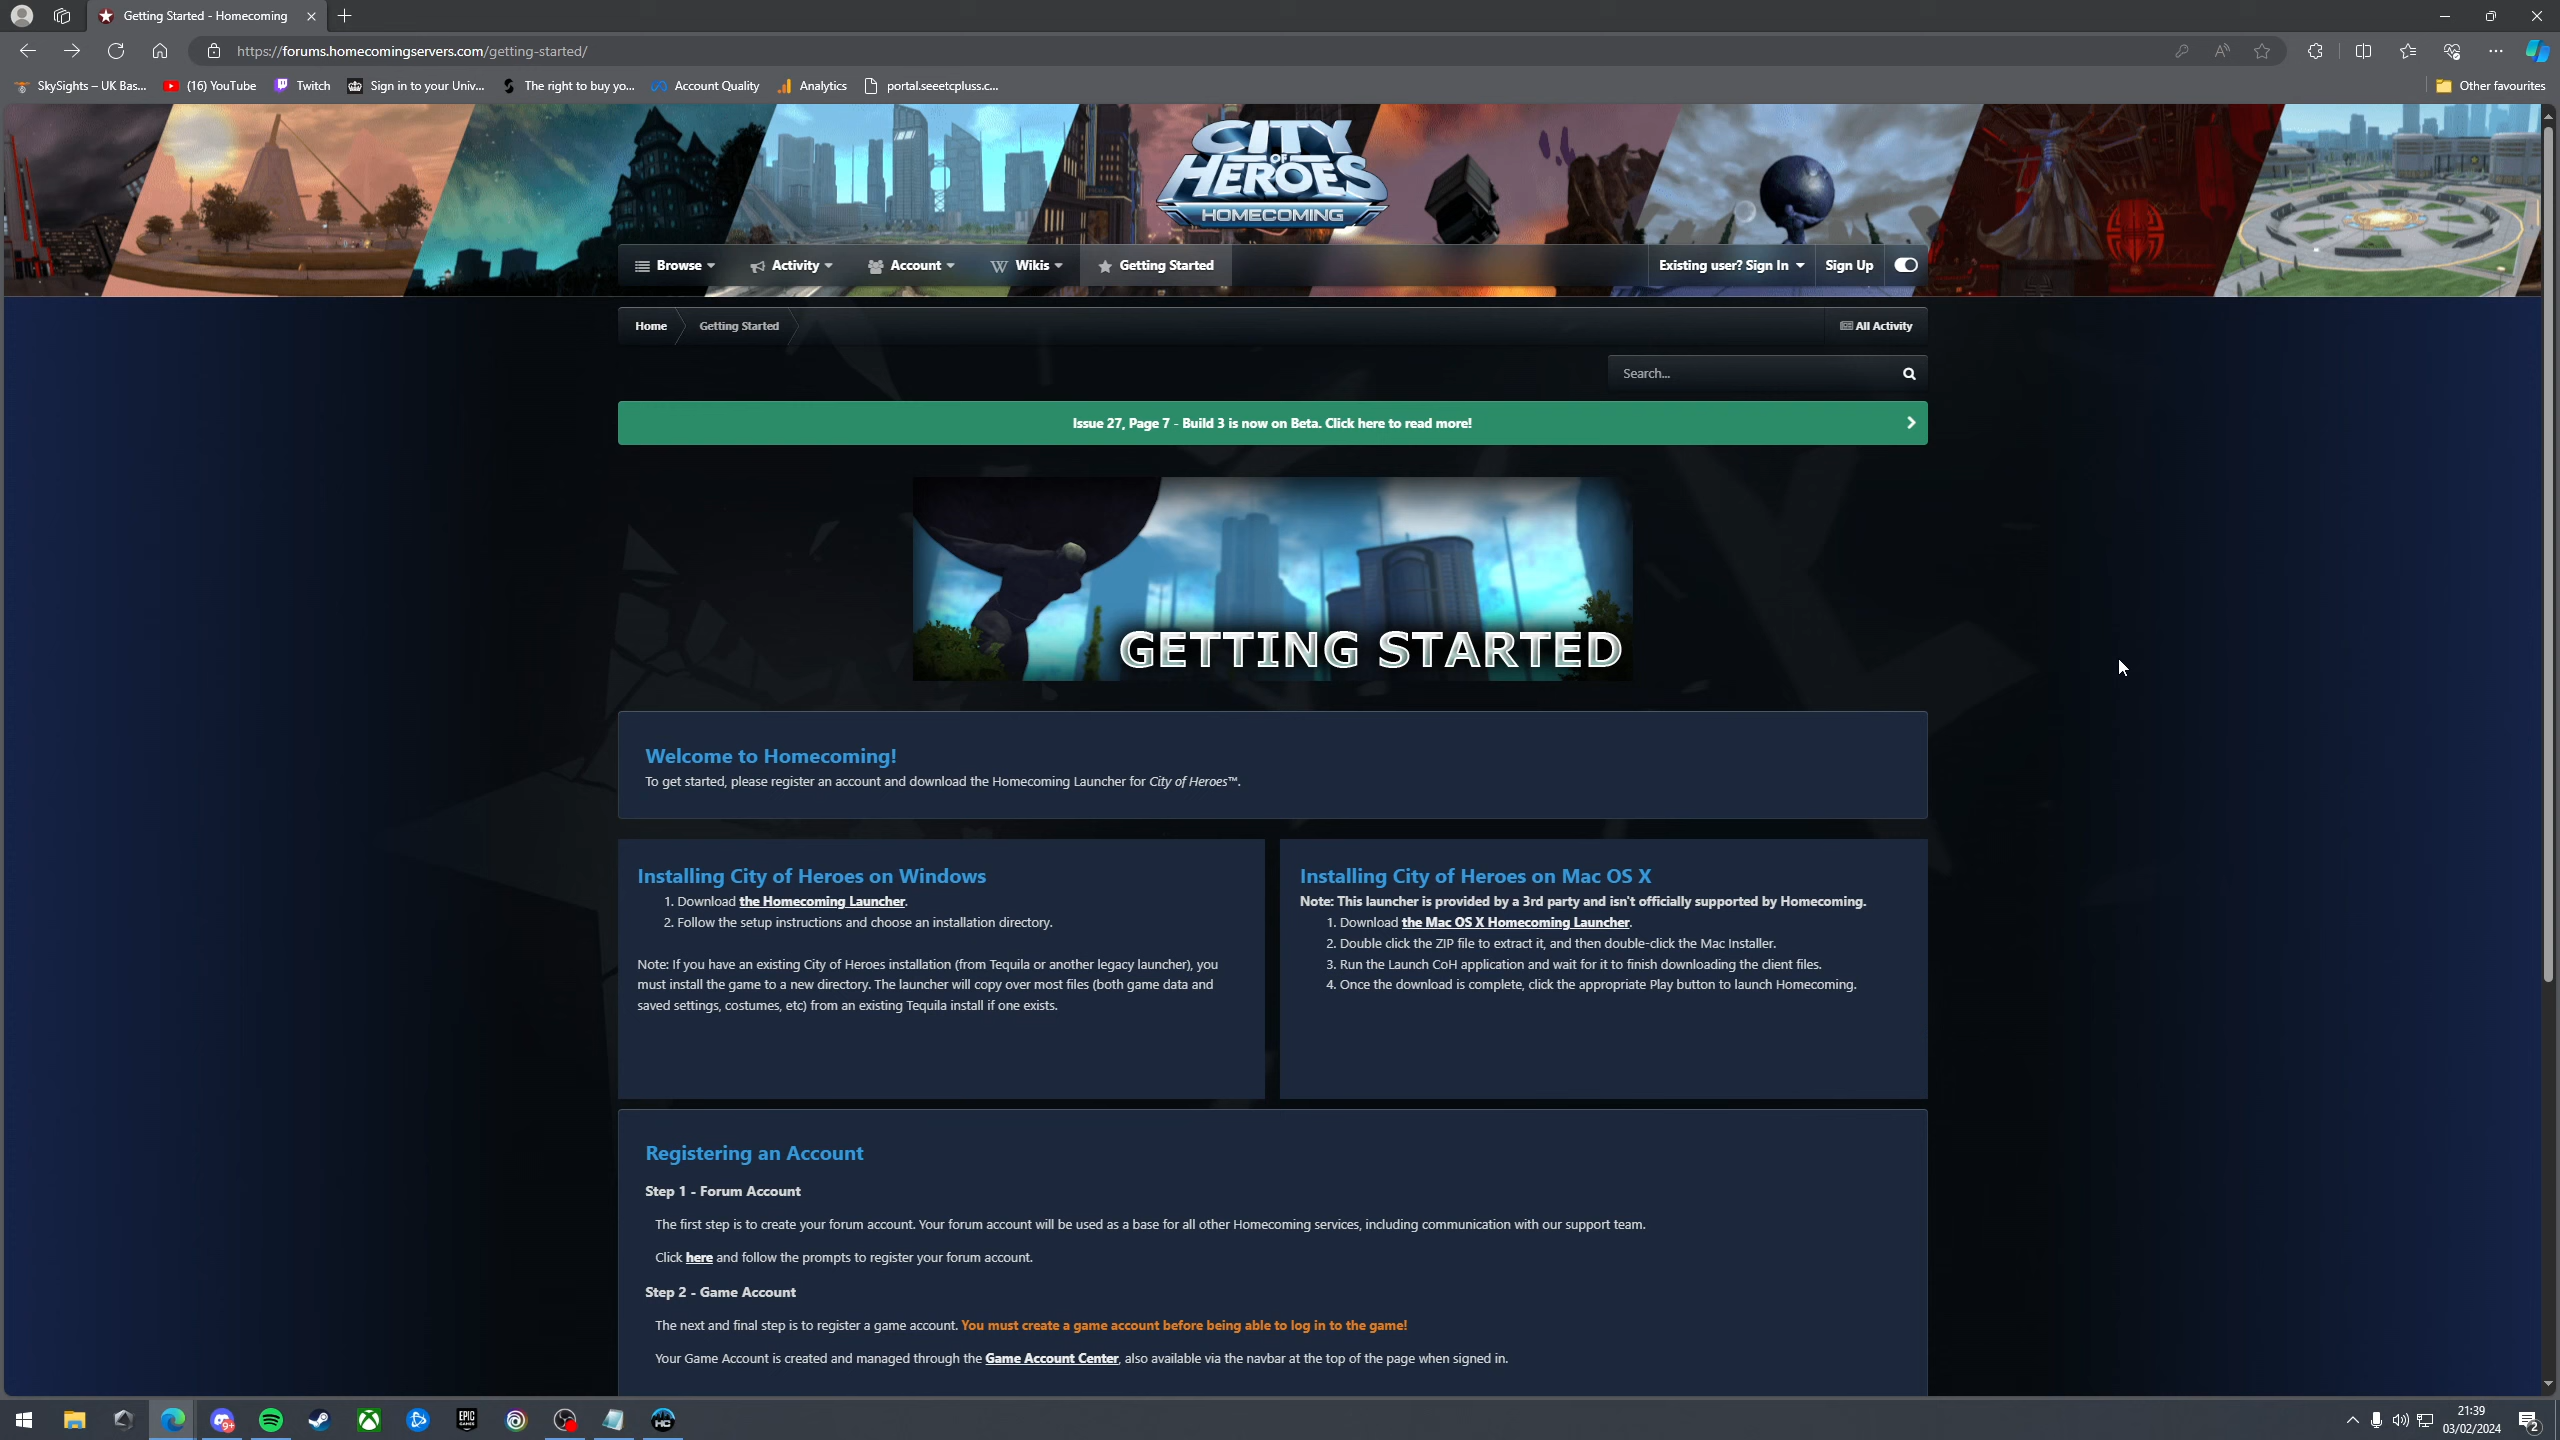 Getting Started - Homecoming
https://forums.homecomingservers.com/getting-started/
SkySights – UK Bas...
(16) YouTube
Twitch
Sign in to your Univ...
The right to buy yo...
Account Quality
Analytics
portal.seeetcpluss.c...
Other favourites
CITY
OF
HEROES
HOMECOMING
Browse
Activity
Account
Wikis
Getting Started
Existing user? Sign In
Sign Up
Home
Getting Started
All Activity
Search...
Issue 27, Page 7 - Build 3 is now on Beta. Click here to read more!
GETTING STARTED
Welcome to Homecoming!
To get started, please register an account and download the Homecoming Launcher for City of Heroes™.
Installing City of Heroes on Windows
1. Download the Homecoming Launcher.
2. Follow the setup instructions and choose an installation directory.
Note: If you have an existing City of Heroes installation (from Tequila or another legacy launcher), you
must install the game to a new directory. The launcher will copy over most files (both game data and
saved settings, costumes, etc) from an existing Tequila install if one exists.
Installing City of Heroes on Mac OS X
Note: This launcher is provided by a 3rd party and isn't officially supported by Homecoming.
1. Download the Mac OS X Homecoming Launcher.
2. Double click the ZIP file to extract it, and then double-click the Mac Installer.
3. Run the Launch CoH application and wait for it to finish downloading the client files.
4. Once the download is complete, click the appropriate Play button to launch Homecoming.
Registering an Account
Step 1 - Forum Account
The first step is to create your forum account. Your forum account will be used as a base for all other Homecoming services, including communication with our support team.
Click here and follow the prompts to register your forum account.
Step 2 - Game Account
The next and final step is to register a game account. You must create a game account before being able to log in to the game!
Your Game Account is created and managed through the Game Account Center, also available via the navbar at the top of the page when signed in.
9+
EPIC
GAMES
HC
21:39
03/02/2024
2